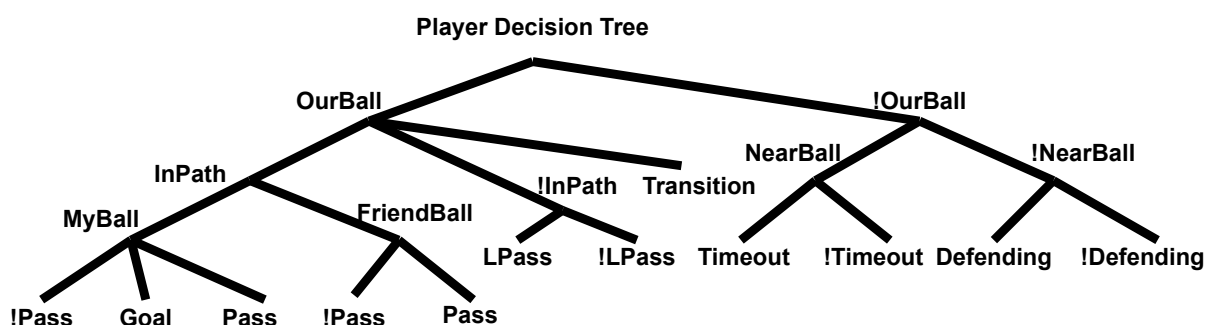 Player Decision Tree
OurBall !OurBall
InPath !InPath Transition NearBall !NearBall
MyBall FriendBall LPass !LPass Timeout !Timeout Defending !Defending
!Pass Goal Pass !Pass Pass